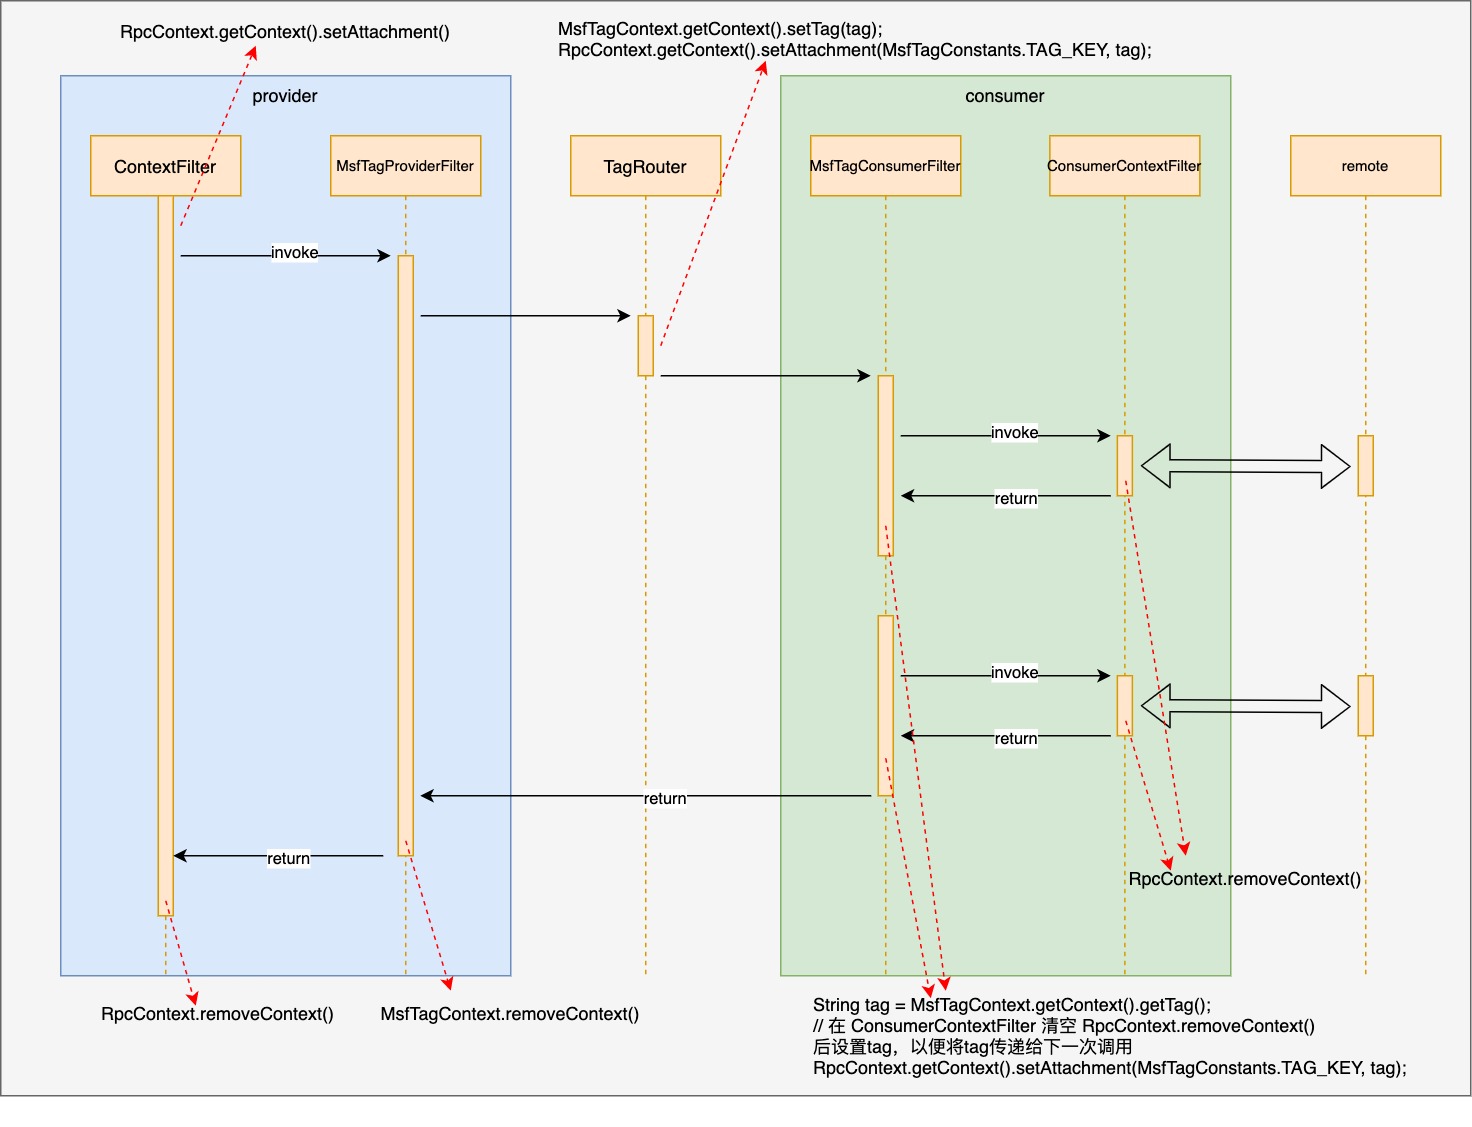 RpcContext.getContext().setAttachment()
MsfTagContext.getContext().setTag(tag);
RpcContext.getContext().setAttachment(MsfTagConstants.TAG_KEY, tag);
provider
consumer
ContextFilter
MsfTagProviderFilter
TagRouter
MsfTagConsumerFilter
ConsumerContextFilter
remote
invoke
invoke
return
invoke
return
return
return
RpcContext.removeContext()
RpcContext.removeContext()
MsfTagContext.removeContext()
String tag = MsfTagContext.getContext().getTag();
// 在 ConsumerContextFilter 清空 RpcContext.removeContext()
后设置tag，以便将tag传递给下一次调用
RpcContext.getContext().setAttachment(MsfTagConstants.TAG_KEY, tag);